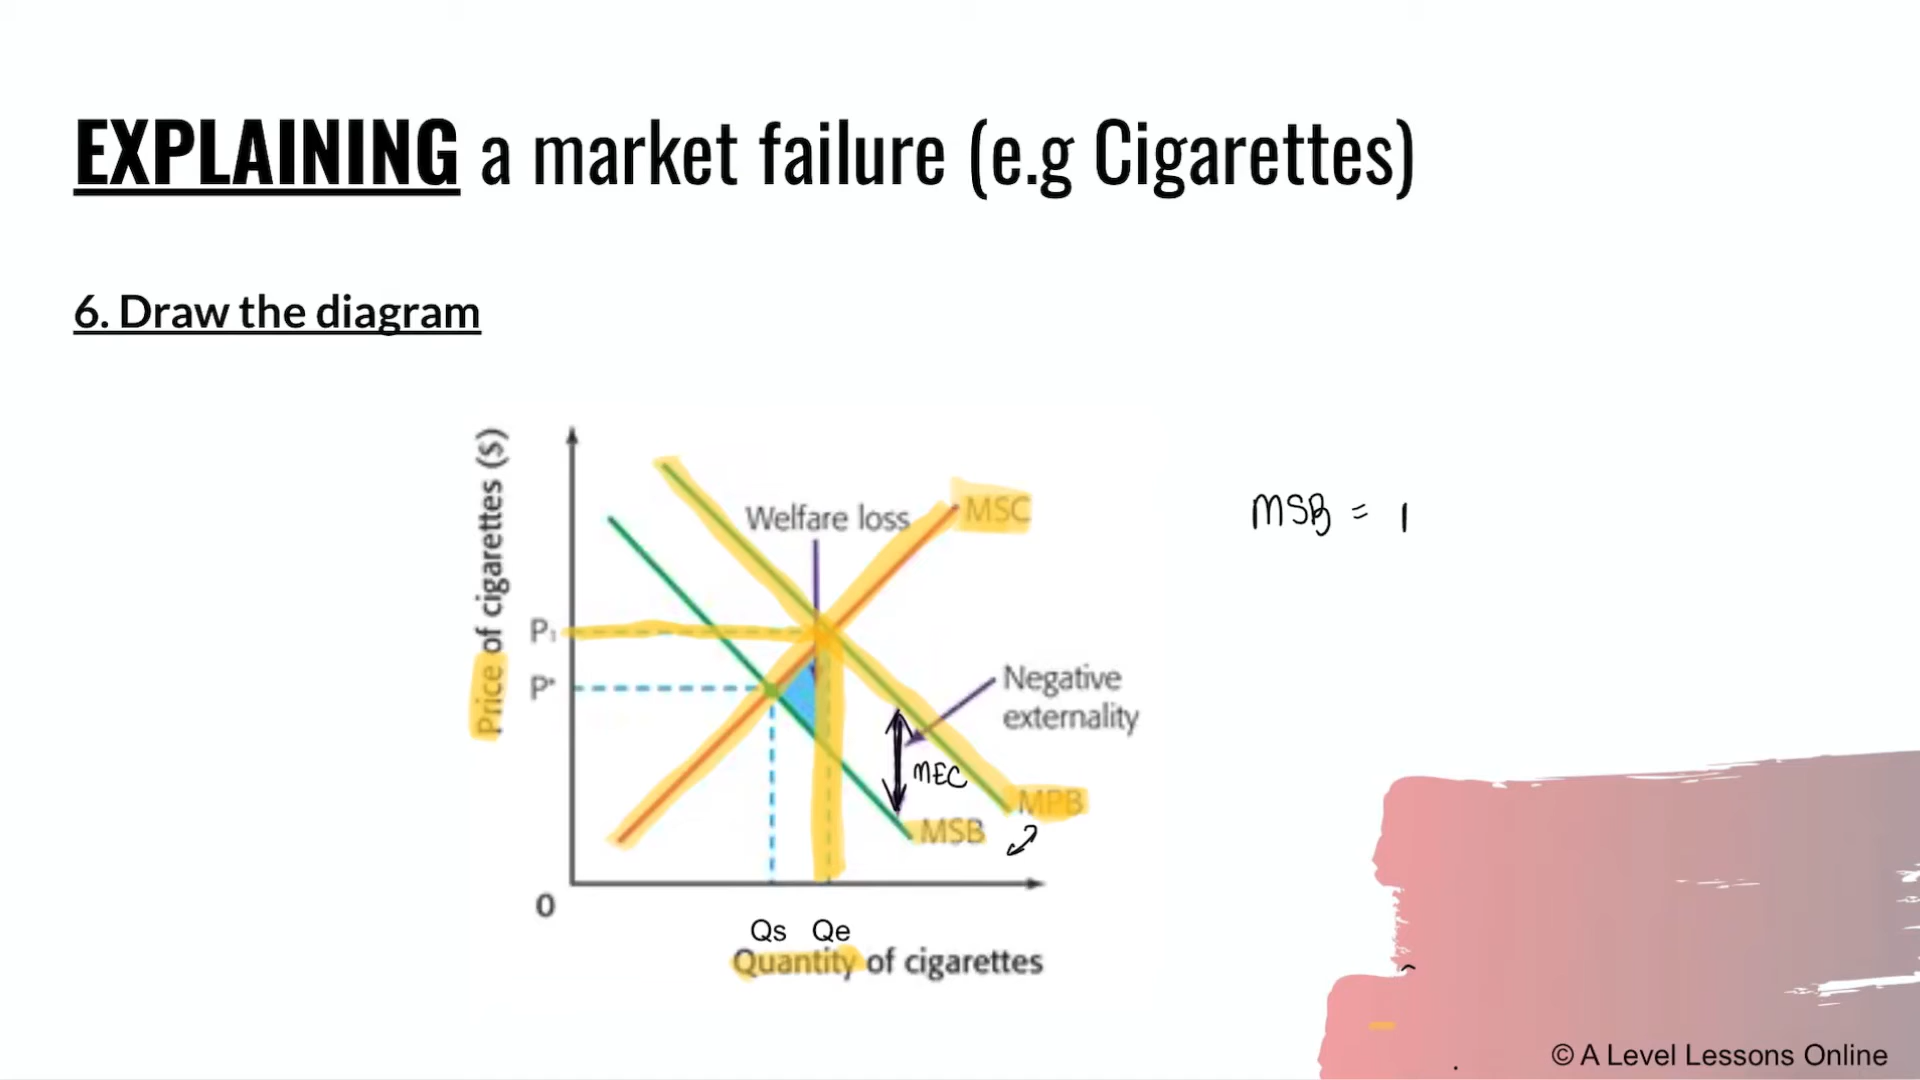 EXPLAINING a market failure (e.g Cigarettes)
6. Draw the diagram
Price of cigarettes ($)
Welfare loss
MSC
MSB =
P₁
P*
Negative
externality
MEC
MPB
MSB
0
Qs Qe
Quantity of cigarettes
© A Level Lessons Online